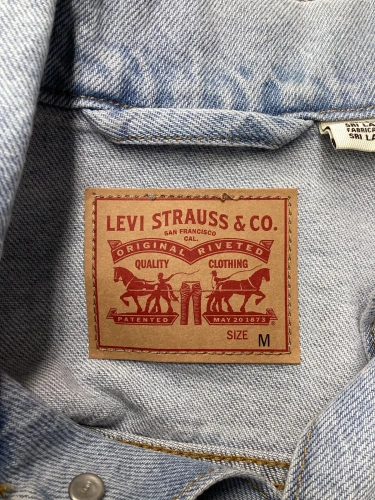 SRI LA
FABRICA
SRI LA
LEVI STRAUSS & CO.
SAN FRANCISCO
CAL.
ORIGINAL RIVETED
QUALITY CLOTHING
PATENTED MAY 20 1873
SIZE M